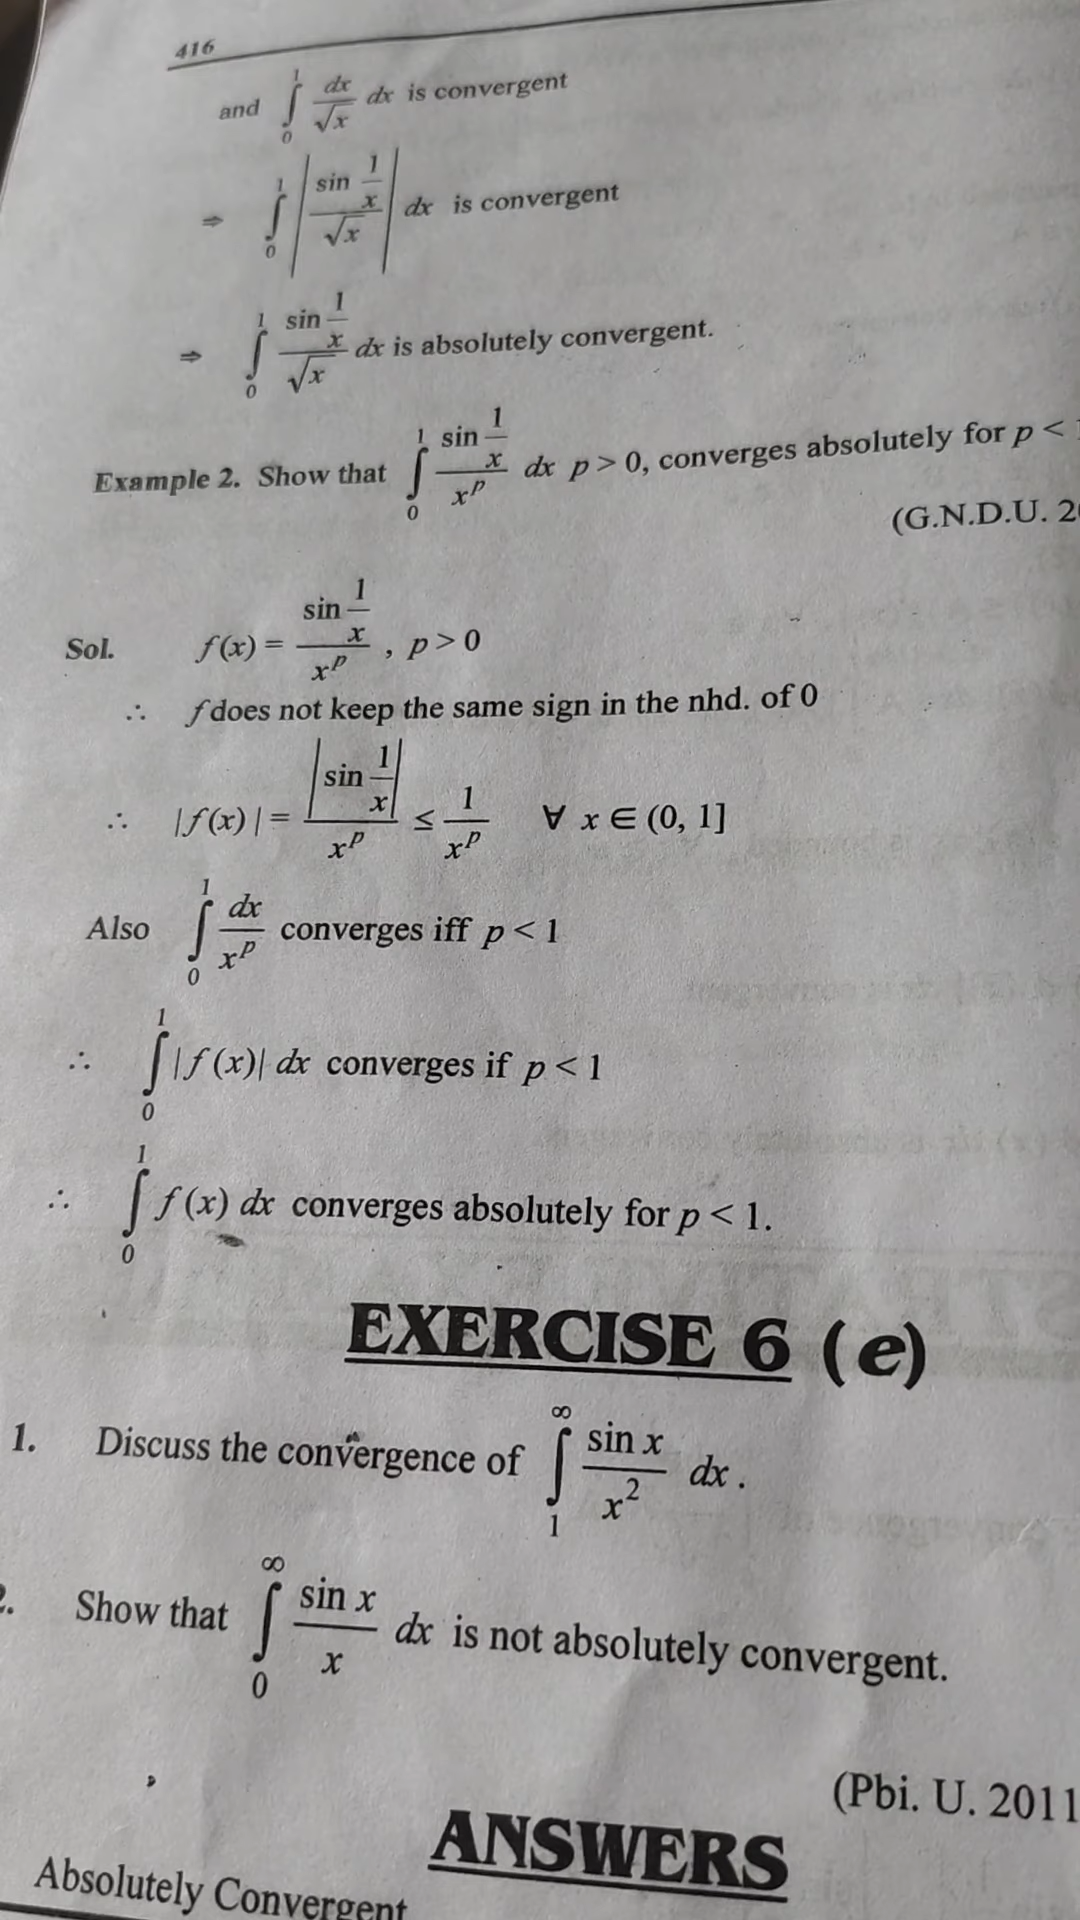 416
and ∫₀¹ dx/√x dx is convergent
⇒ ∫₀¹ | sin 1/x / √x | dx is convergent
⇒ ∫₀¹ sin 1/x / √x dx is absolutely convergent.
Example 2. Show that ∫₀¹ sin 1/x / xᵖ dx p > 0, converges absolutely for p <
(G.N.D.U. 2
Sol. f(x) = sin 1/x / xᵖ , p > 0
∴ f does not keep the same sign in the nhd. of 0
∴ |f(x)| = |sin 1/x| / xᵖ ≤ 1/xᵖ ∀ x ∈ (0, 1]
Also ∫₀¹ dx/xᵖ converges iff p < 1
∴ ∫₀¹ |f(x)| dx converges if p < 1
∴ ∫₀¹ f(x) dx converges absolutely for p < 1.
EXERCISE 6 (e)
1. Discuss the convergence of ∫₁^∞ sin x / x² dx .
Show that ∫₀^∞ sin x / x dx is not absolutely convergent.
(Pbi. U. 2011
ANSWERS
Absolutely Convergent